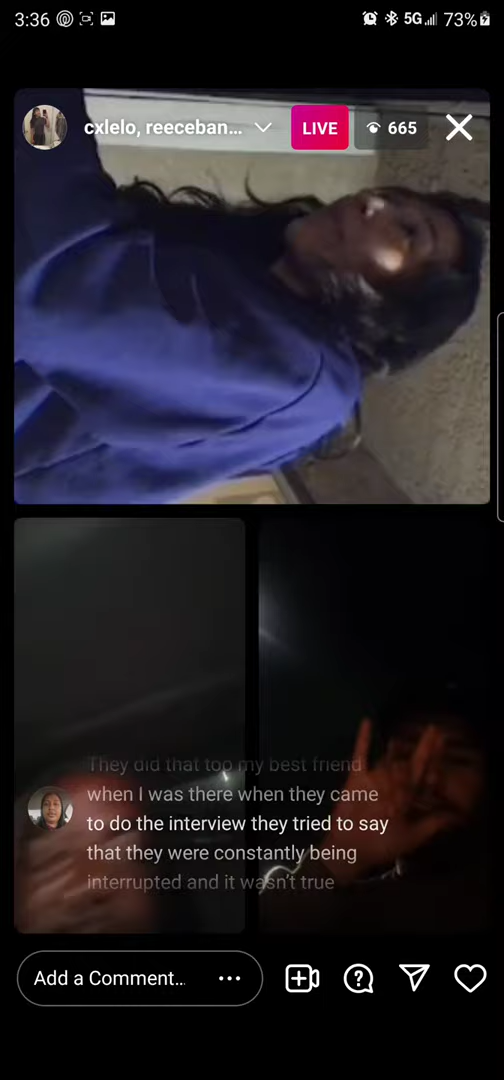 3:36 5G 73%
cxlelo, reeceban... LIVE 665
They did that top my best friend
when I was there when they came
to do the interview they tried to say
that they were constantly being
interrupted and it wasn't true
Add a Comment...